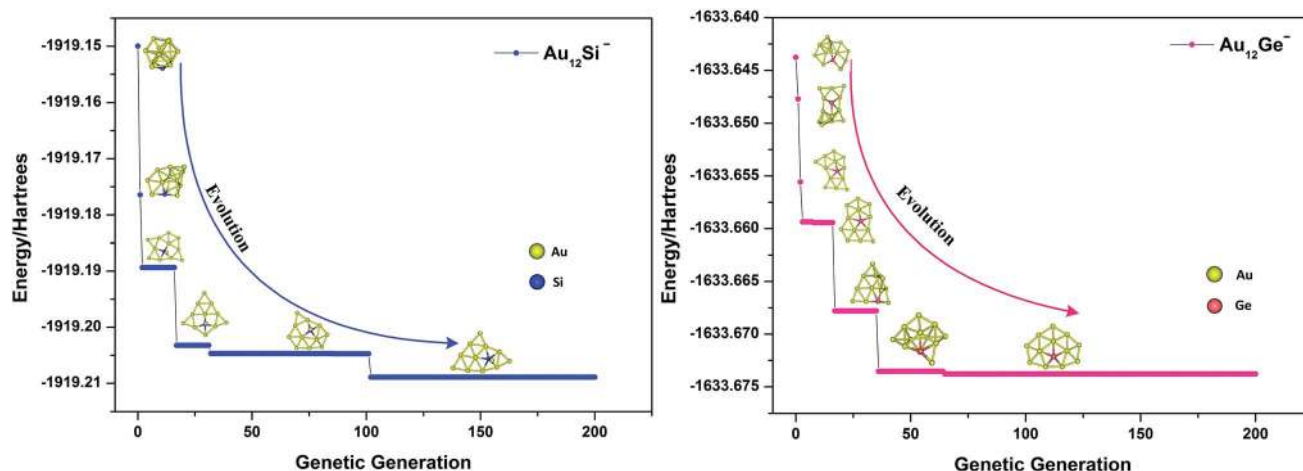 Au12Si−
-1919.15
-1919.16
-1919.17
-1919.18
-1919.19
-1919.20
-1919.21
Energy/Hartrees
Evolution
Au
Si
0
50
100
150
200
Genetic Generation
Au12Ge−
-1633.640
-1633.645
-1633.650
-1633.655
-1633.660
-1633.665
-1633.670
-1633.675
Energy/Hartrees
Evolution
Au
Ge
0
50
100
150
200
Genetic Generation